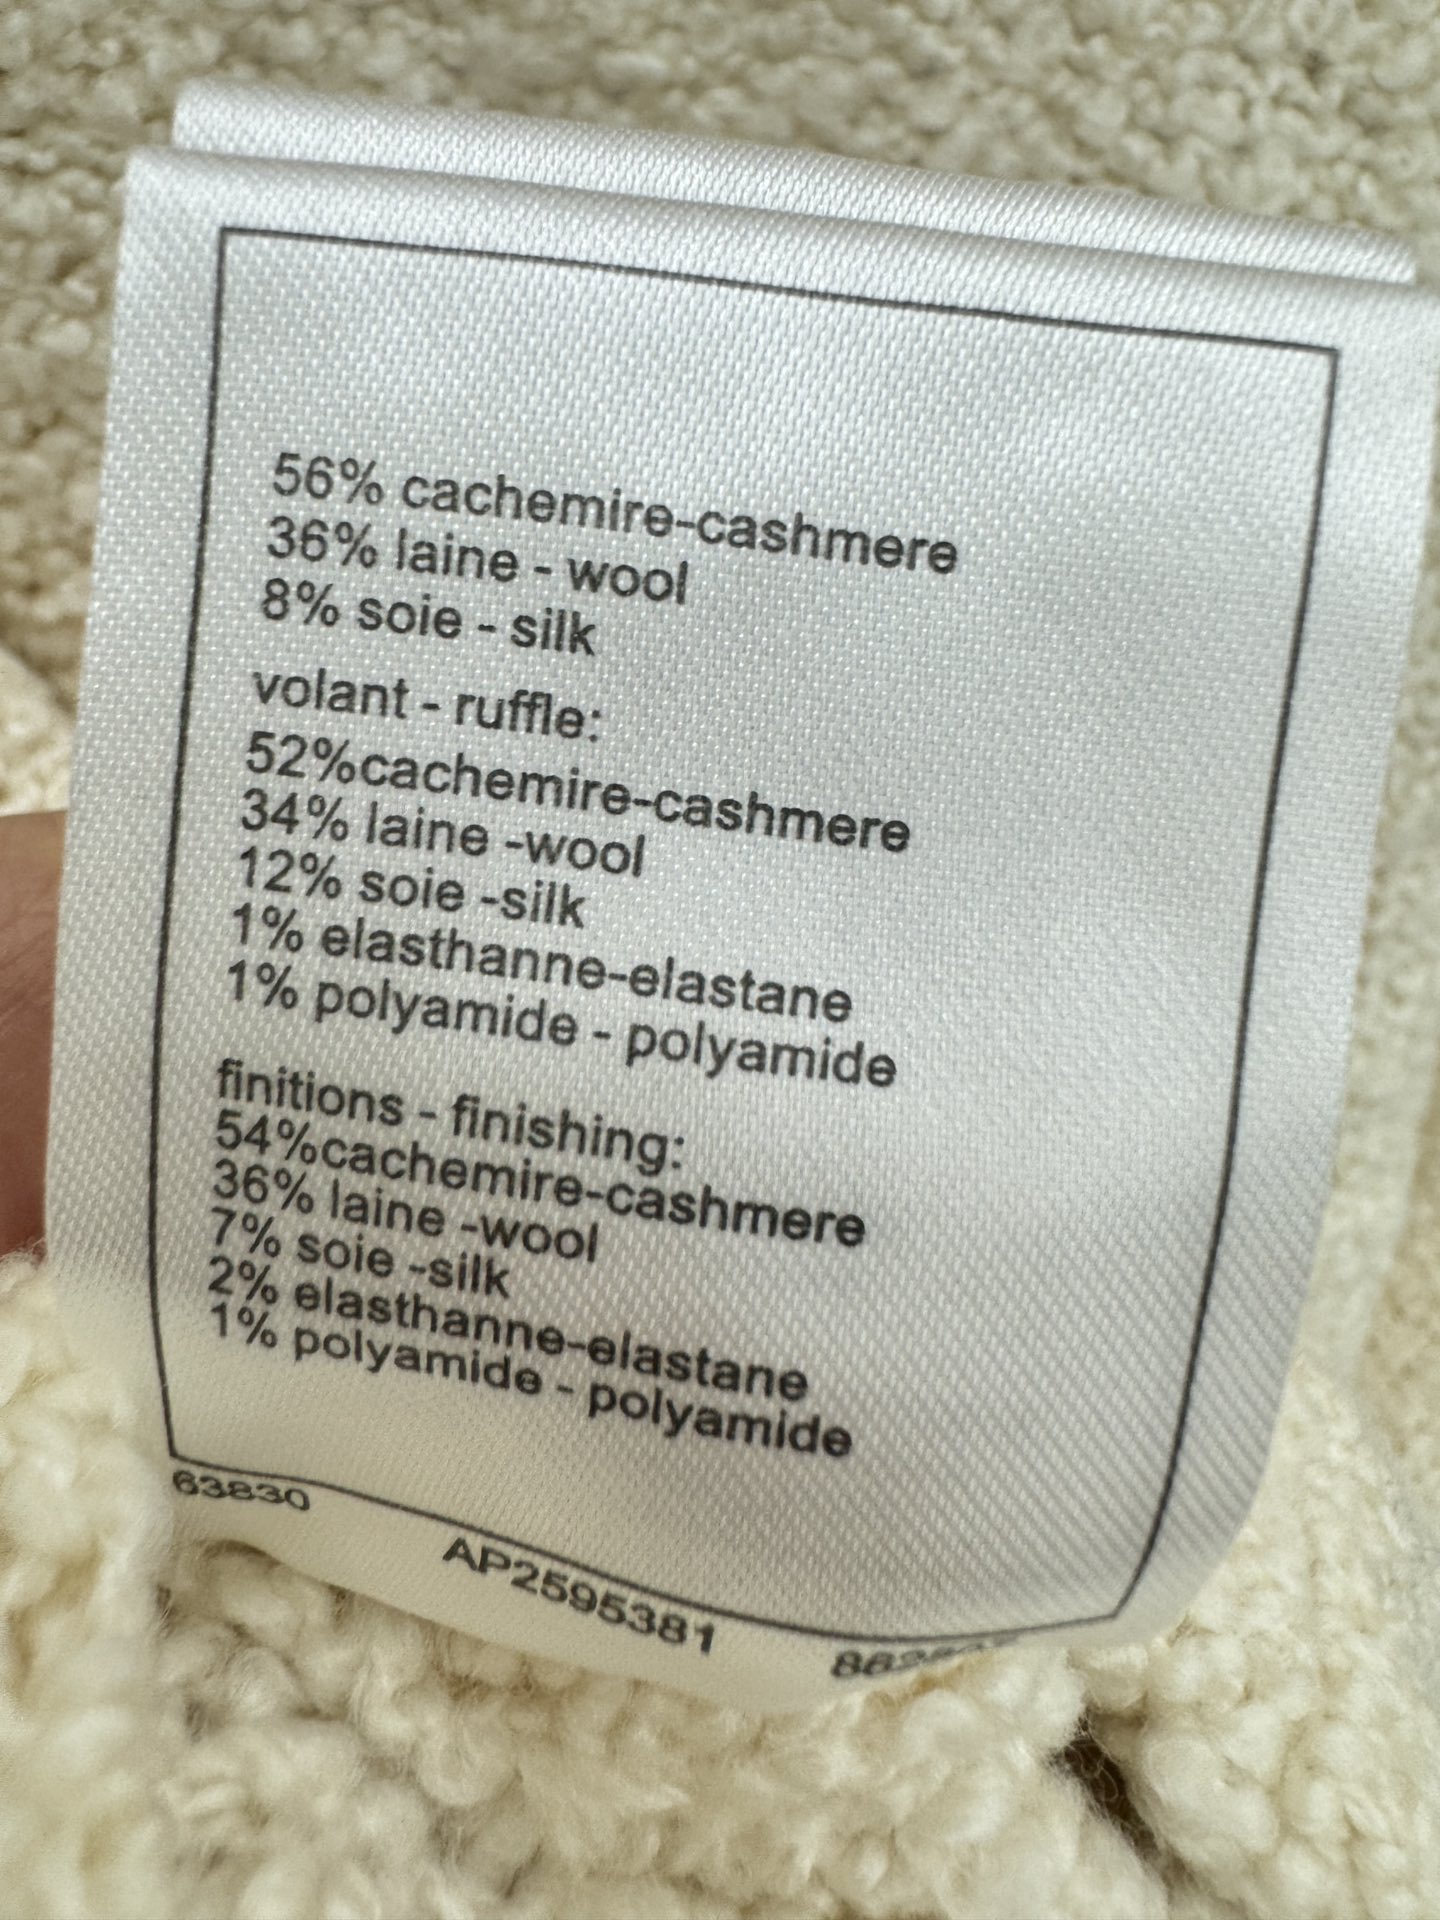 56% cachemire-cashmere
36% laine - wool
8% soie - silk
volant - ruffle:
52%cachemire-cashmere
34% laine -wool
12% soie -silk
1% elasthanne-elastane
1% polyamide - polyamide
finitions - finishing:
54%cachemire-cashmere
36% laine -wool
7% soie -silk
2% elasthanne-elastane
1% polyamide - polyamide
63830
AP2595381